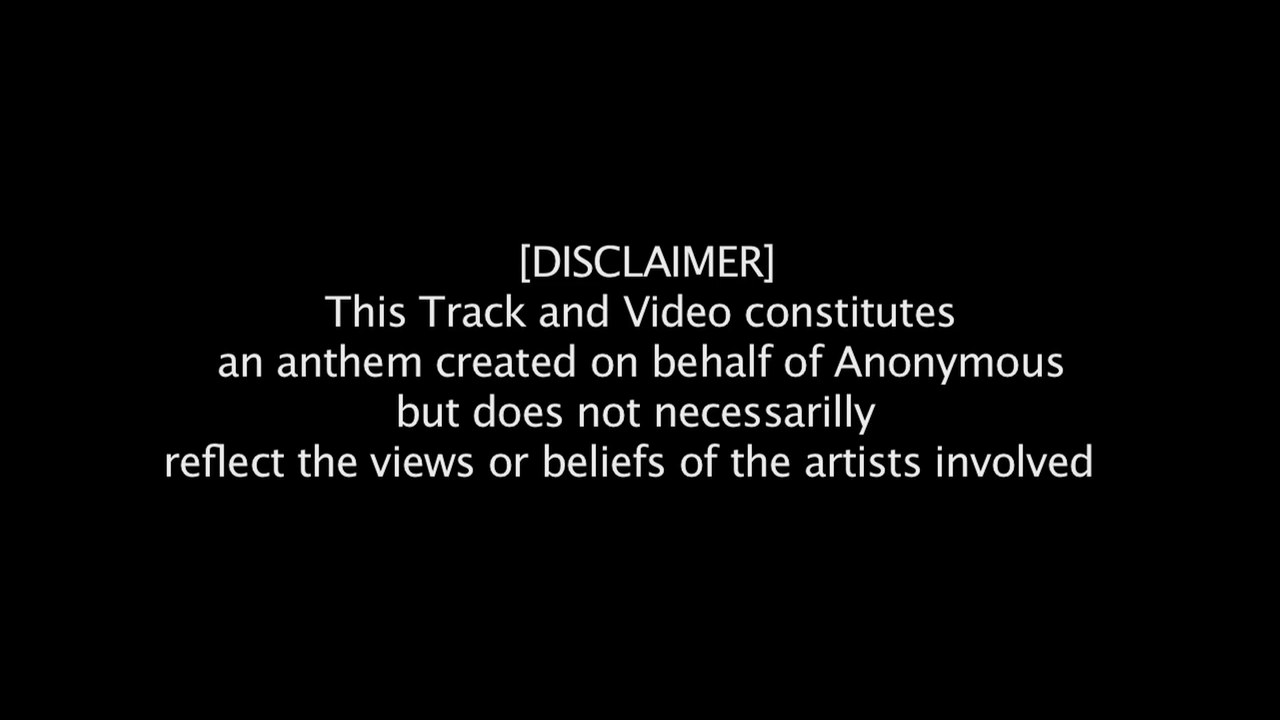 [DISCLAIMER]
This Track and Video constitutes
an anthem created on behalf of Anonymous
but does not necessarilly
reflect the views or beliefs of the artists involved